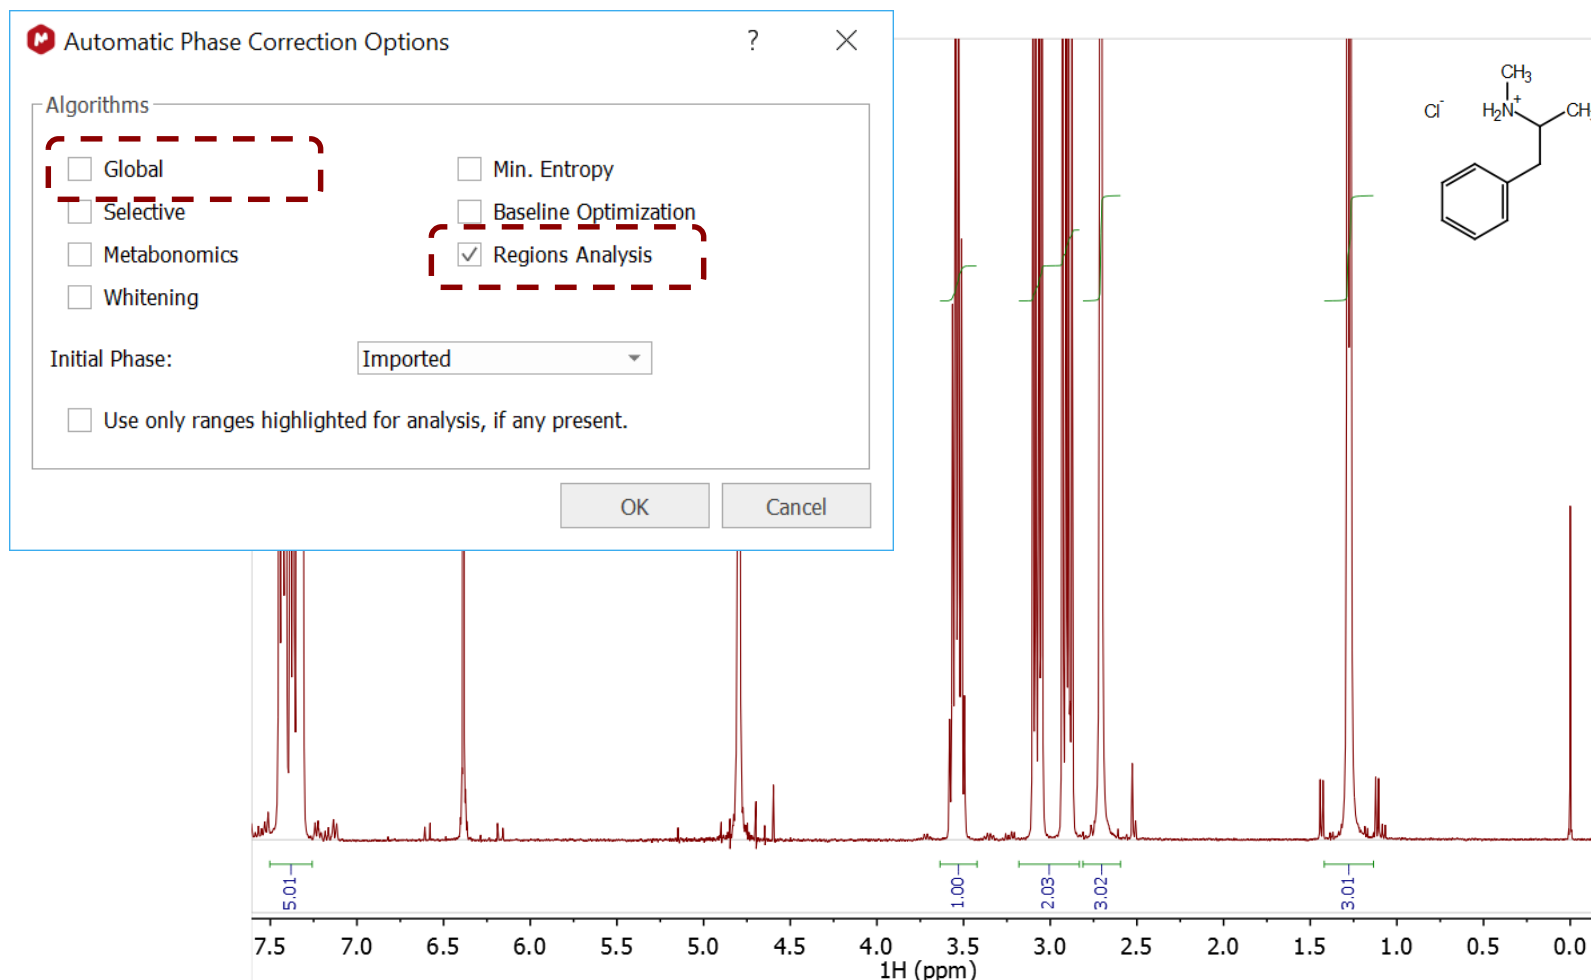 Automatic Phase Correction Options
?
Algorithms
Global
Min. Entropy
Selective
Baseline Optimization
Metabonomics
Regions Analysis
Whitening
Initial Phase:
Imported
Use only ranges highlighted for analysis, if any present.
OK
Cancel
CH3
Cl-
H2N+
CH
5.01
1.00
2.03
3.02
3.01
7.5 7.0 6.5 6.0 5.5 5.0 4.5 4.0 3.5 3.0 2.5 2.0 1.5 1.0 0.5 0.0
1H (ppm)